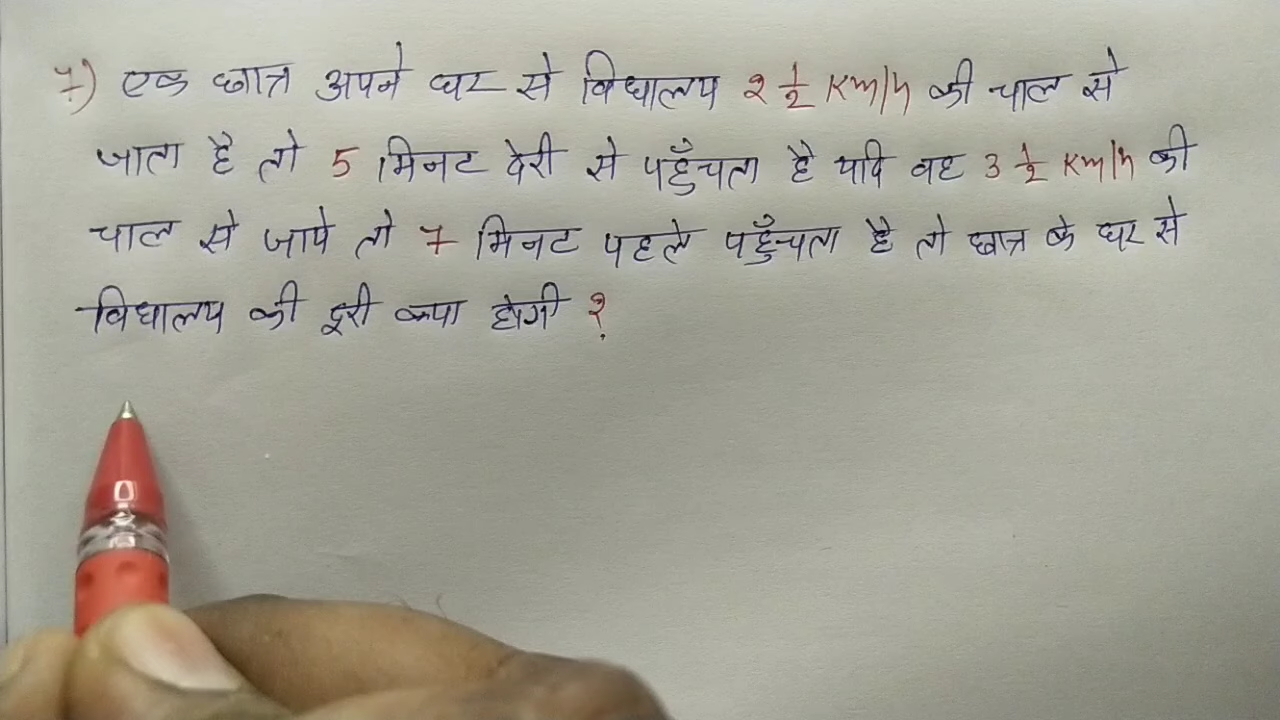 7) एक छात्र अपने घर से विधालय 2 1/2 Km/h की चाल से
जाता है तो 5 मिनट देरी से पहुँचता है यदि वह 3 1/2 Km/h की
चाल से जाये तो 7 मिनट पहले पहुँचता है तो छात्र के घर से
विधालय की दूरी क्या होगी ?